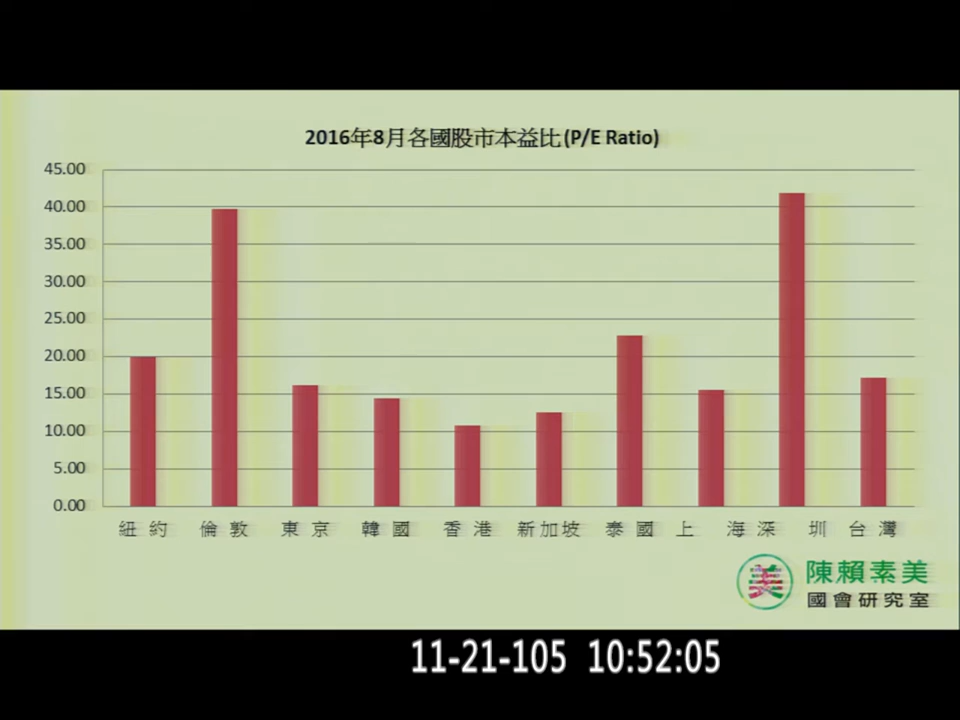 2016年8月各國股市本益比(P/E Ratio)
45.00
40.00
35.00
30.00
25.00
20.00
15.00
10.00
5.00
0.00
紐約 倫敦 東京 韓國 香港 新加坡 泰國 上海 深圳 台灣
美 陳賴素美
國會研究室
11-21-105 10:52:05